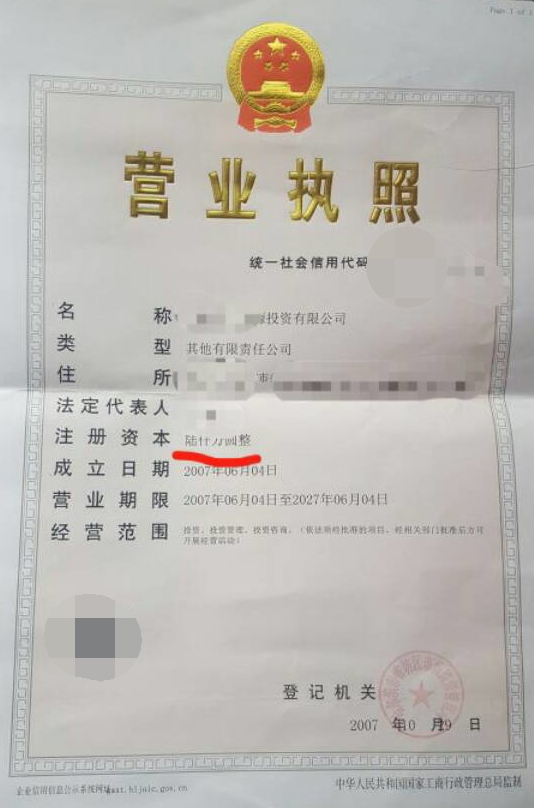 Page 1 of 1
营业执照
统一社会信用代码
名 称 投资有限公司
类 型 其他有限责任公司
住 所 市
法定代表人
注册资本 陆仟万圆整
成立日期 2007年06月04日
营业期限 2007年06月04日至2027年06月04日
经营范围 投资、投资管理、投资咨询。（依法须经批准的项目，经相关部门批准后方可
开展经营活动）
登记机关
2007 年10 月19 日
企业信用信息公示系统网址 gsxt.hljaic.gov.cn
中华人民共和国国家工商行政管理总局监制